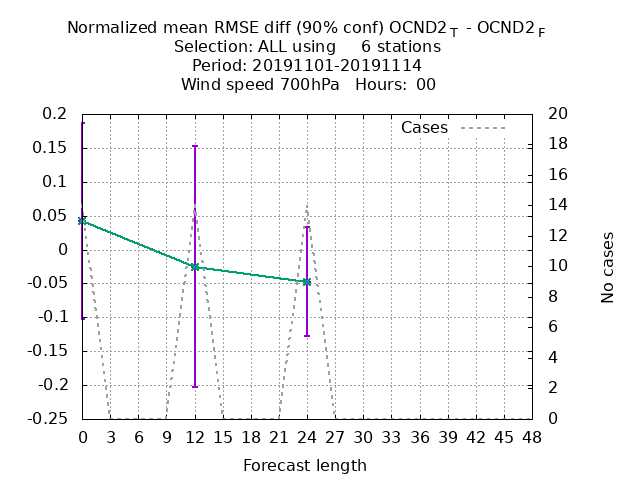 Normalized mean RMSE diff (90% conf) OCND2T - OCND2F
Selection: ALL using     6 stations
Period: 20191101-20191114
Wind speed 700hPa   Hours: 00
Cases
0.2
0.15
0.1
0.05
0
-0.05
-0.1
-0.15
-0.2
-0.25
20
18
16
14
12
10
8
6
4
2
0
No cases
0 3 6 9 12 15 18 21 24 27 30 33 36 39 42 45 48
Forecast length